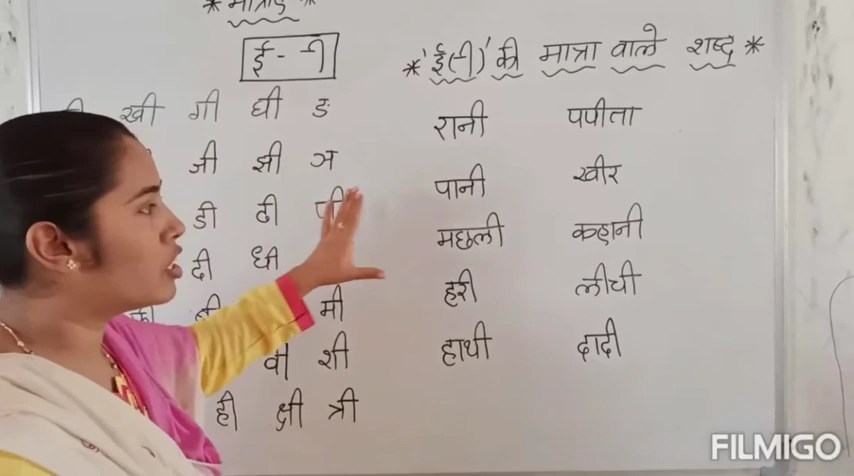 * मात्राएँ *
ई - ी
खी गी घी ङ
जी झी ञ
डी ढी
दी धी
मी
वी शी
ही क्षी त्री
* 'ई(ी)' की मात्रा वाले शब्द *
रानी पपीता
पानी खीर
मछली कहानी
हरी लीची
हाथी दादी
FILMIGO